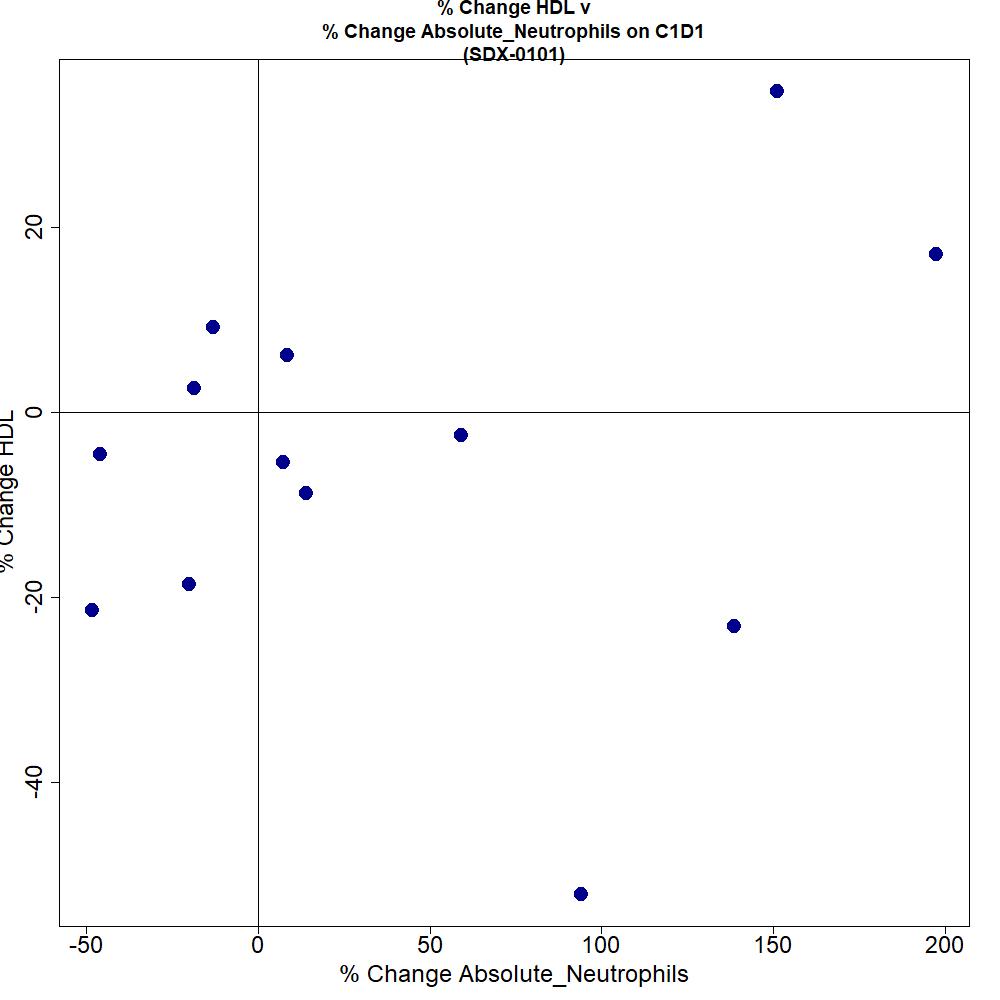 % Change HDL v
% Change Absolute_Neutrophils on C1D1
(SDX-0101)
% Change HDL
20
0
-20
-40
-50
0
50
100
150
200
% Change Absolute_Neutrophils